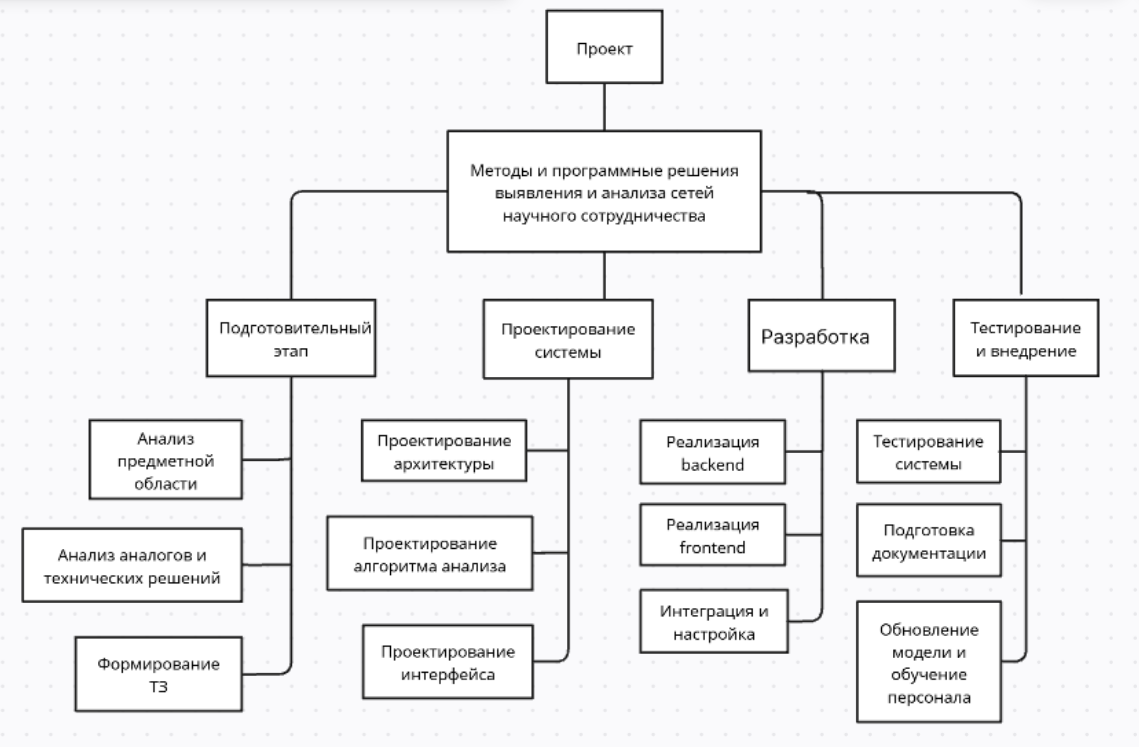 Проект
Методы и программные решения
выявления и анализа сетей
научного сотрудничества
Подготовительный
этап
Проектирование
системы
Разработка
Тестирование
и внедрение
Анализ
предметной
области
Анализ аналогов и
технических решений
Формирование
ТЗ
Проектирование
архитектуры
Проектирование
алгоритма анализа
Проектирование
интерфейса
Реализация
backend
Реализация
frontend
Интеграция и
настройка
Тестирование
системы
Подготовка
документации
Обновление
модели и
обучение
персонала